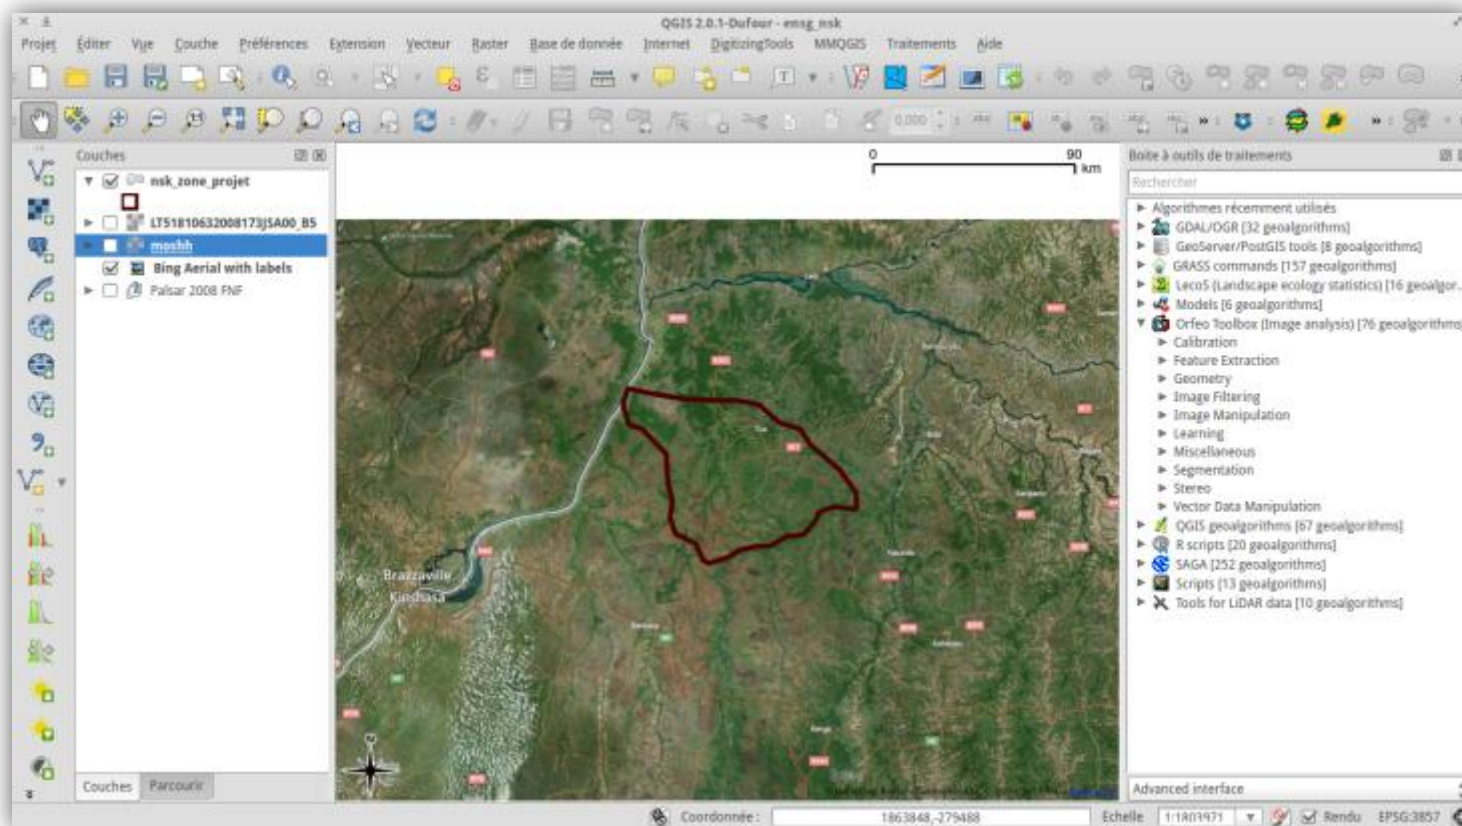 QGIS 2.0.1-Dufour - ensg_nsk
Projet Éditer Vue Couche Préférences Extension Vecteur Raster Base de donnée Internet DigitizingTools MMQGIS Traitements Aide
0,000
Couches
nsk_zone_projet
LT51810632008173JSA00_B5
moshh
Bing Aerial with labels
Palsar 2008 FNF
Couches Parcourir
0 90
km
Brazzaville
Kinshasa
N
Boite à outils de traitements
Rechercher
Algorithmes récemment utilisés
GDAL/OGR [32 geoalgorithms]
GeoServer/PostGIS tools [8 geoalgorithms]
GRASS commands [157 geoalgorithms]
LecoS (Landscape ecology statistics) [16 geoalgor...
Models [6 geoalgorithms]
Orfeo Toolbox (Image analysis) [76 geoalgorithms]
Calibration
Feature Extraction
Geometry
Image Filtering
Image Manipulation
Learning
Miscellaneous
Segmentation
Stereo
Vector Data Manipulation
QGIS geoalgorithms [67 geoalgorithms]
R scripts [20 geoalgorithms]
SAGA [252 geoalgorithms]
Scripts [13 geoalgorithms]
Tools for LiDAR data [10 geoalgorithms]
Advanced interface
Coordonnée : 1863848,-279488 Echelle 1:1803971 Rendu EPSG:3857